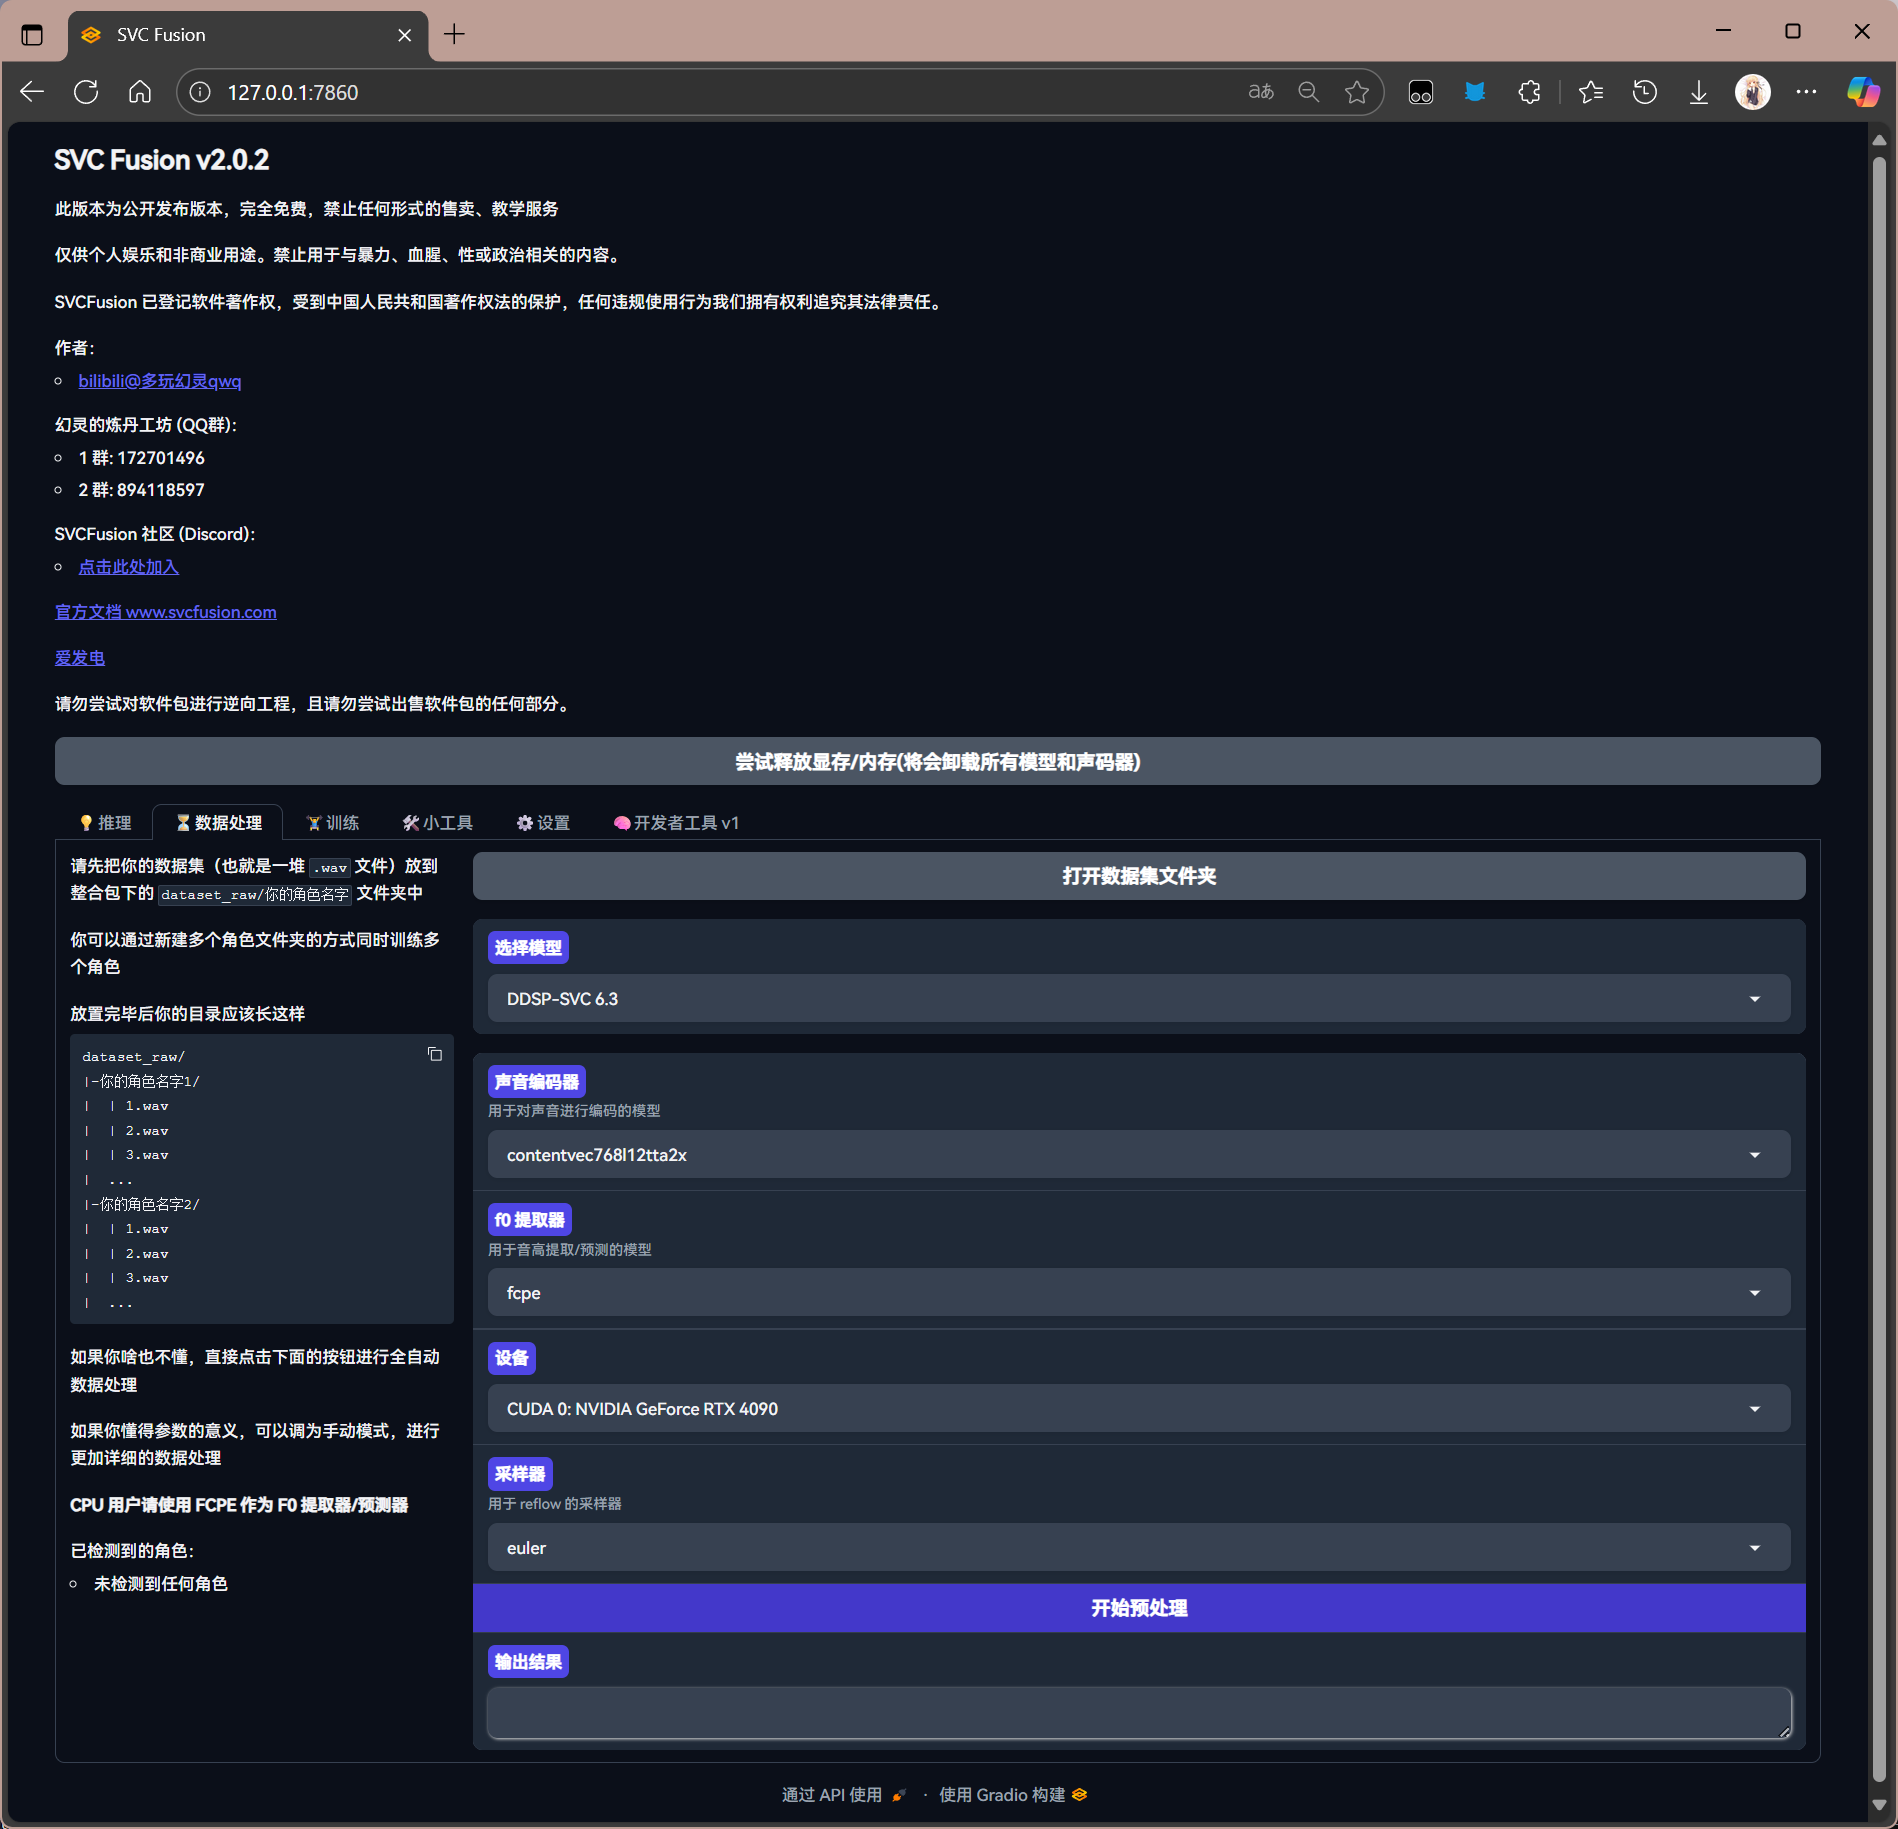 SVC Fusion
127.0.0.1:7860
aあ
SVC Fusion v2.0.2
此版本为公开发布版本，完全免费，禁止任何形式的售卖、教学服务
仅供个人娱乐和非商业用途。禁止用于与暴力、血腥、性或政治相关的内容。
SVCFusion 已登记软件著作权，受到中国人民共和国著作权法的保护，任何违规使用行为我们拥有权利追究其法律责任。
作者：
bilibili@多玩幻灵qwq
幻灵的炼丹工坊 (QQ群)：
1 群: 172701496
2 群: 894118597
SVCFusion 社区 (Discord)：
点击此处加入
官方文档 www.svcfusion.com
爱发电
请勿尝试对软件包进行逆向工程，且请勿尝试出售软件包的任何部分。
尝试释放显存/内存(将会卸载所有模型和声码器)
💡推理 ⏳数据处理 🏋️训练 🛠️小工具 ⚙️设置 🧠开发者工具 v1
请先把你的数据集（也就是一堆 .wav 文件）放到
整合包下的 dataset_raw/你的角色名字 文件夹中
你可以通过新建多个角色文件夹的方式同时训练多
个角色
放置完毕后你的目录应该长这样
dataset_raw/
|-你的角色名字1/
|  | 1.wav
|  | 2.wav
|  | 3.wav
|  ...
|-你的角色名字2/
|  | 1.wav
|  | 2.wav
|  | 3.wav
|  ...
如果你啥也不懂，直接点击下面的按钮进行全自动
数据处理
如果你懂得参数的意义，可以调为手动模式，进行
更加详细的数据处理
CPU 用户请使用 FCPE 作为 F0 提取器/预测器
已检测到的角色：
未检测到任何角色
打开数据集文件夹
选择模型
DDSP-SVC 6.3
声音编码器
用于对声音进行编码的模型
contentvec768l12tta2x
f0 提取器
用于音高提取/预测的模型
fcpe
设备
CUDA 0: NVIDIA GeForce RTX 4090
采样器
用于 reflow 的采样器
euler
开始预处理
输出结果
通过 API 使用 🚀 · 使用 Gradio 构建